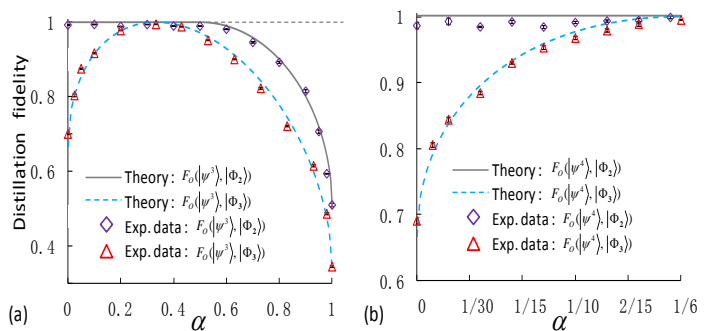 Distillation fidelity
1
0.8
0.6
0.4
Theory: F_O(|ψ³⟩,|Φ₂⟩)
Theory: F_O(|ψ³⟩,|Φ₃⟩)
Exp.data: F_O(|ψ³⟩,|Φ₂⟩)
Exp.data: F_O(|ψ³⟩,|Φ₃⟩)
0 0.2 0.4 0.6 0.8 1
(a) α
1
0.9
0.8
0.7
0.6
Theory: F_O(|ψ⁴⟩,|Φ₂⟩)
Theory: F_O(|ψ⁴⟩,|Φ₃⟩)
Exp.data: F_O(|ψ⁴⟩,|Φ₂⟩)
Exp.data: F_O(|ψ⁴⟩,|Φ₃⟩)
0 1/30 1/15 1/10 2/15 1/6
(b) α